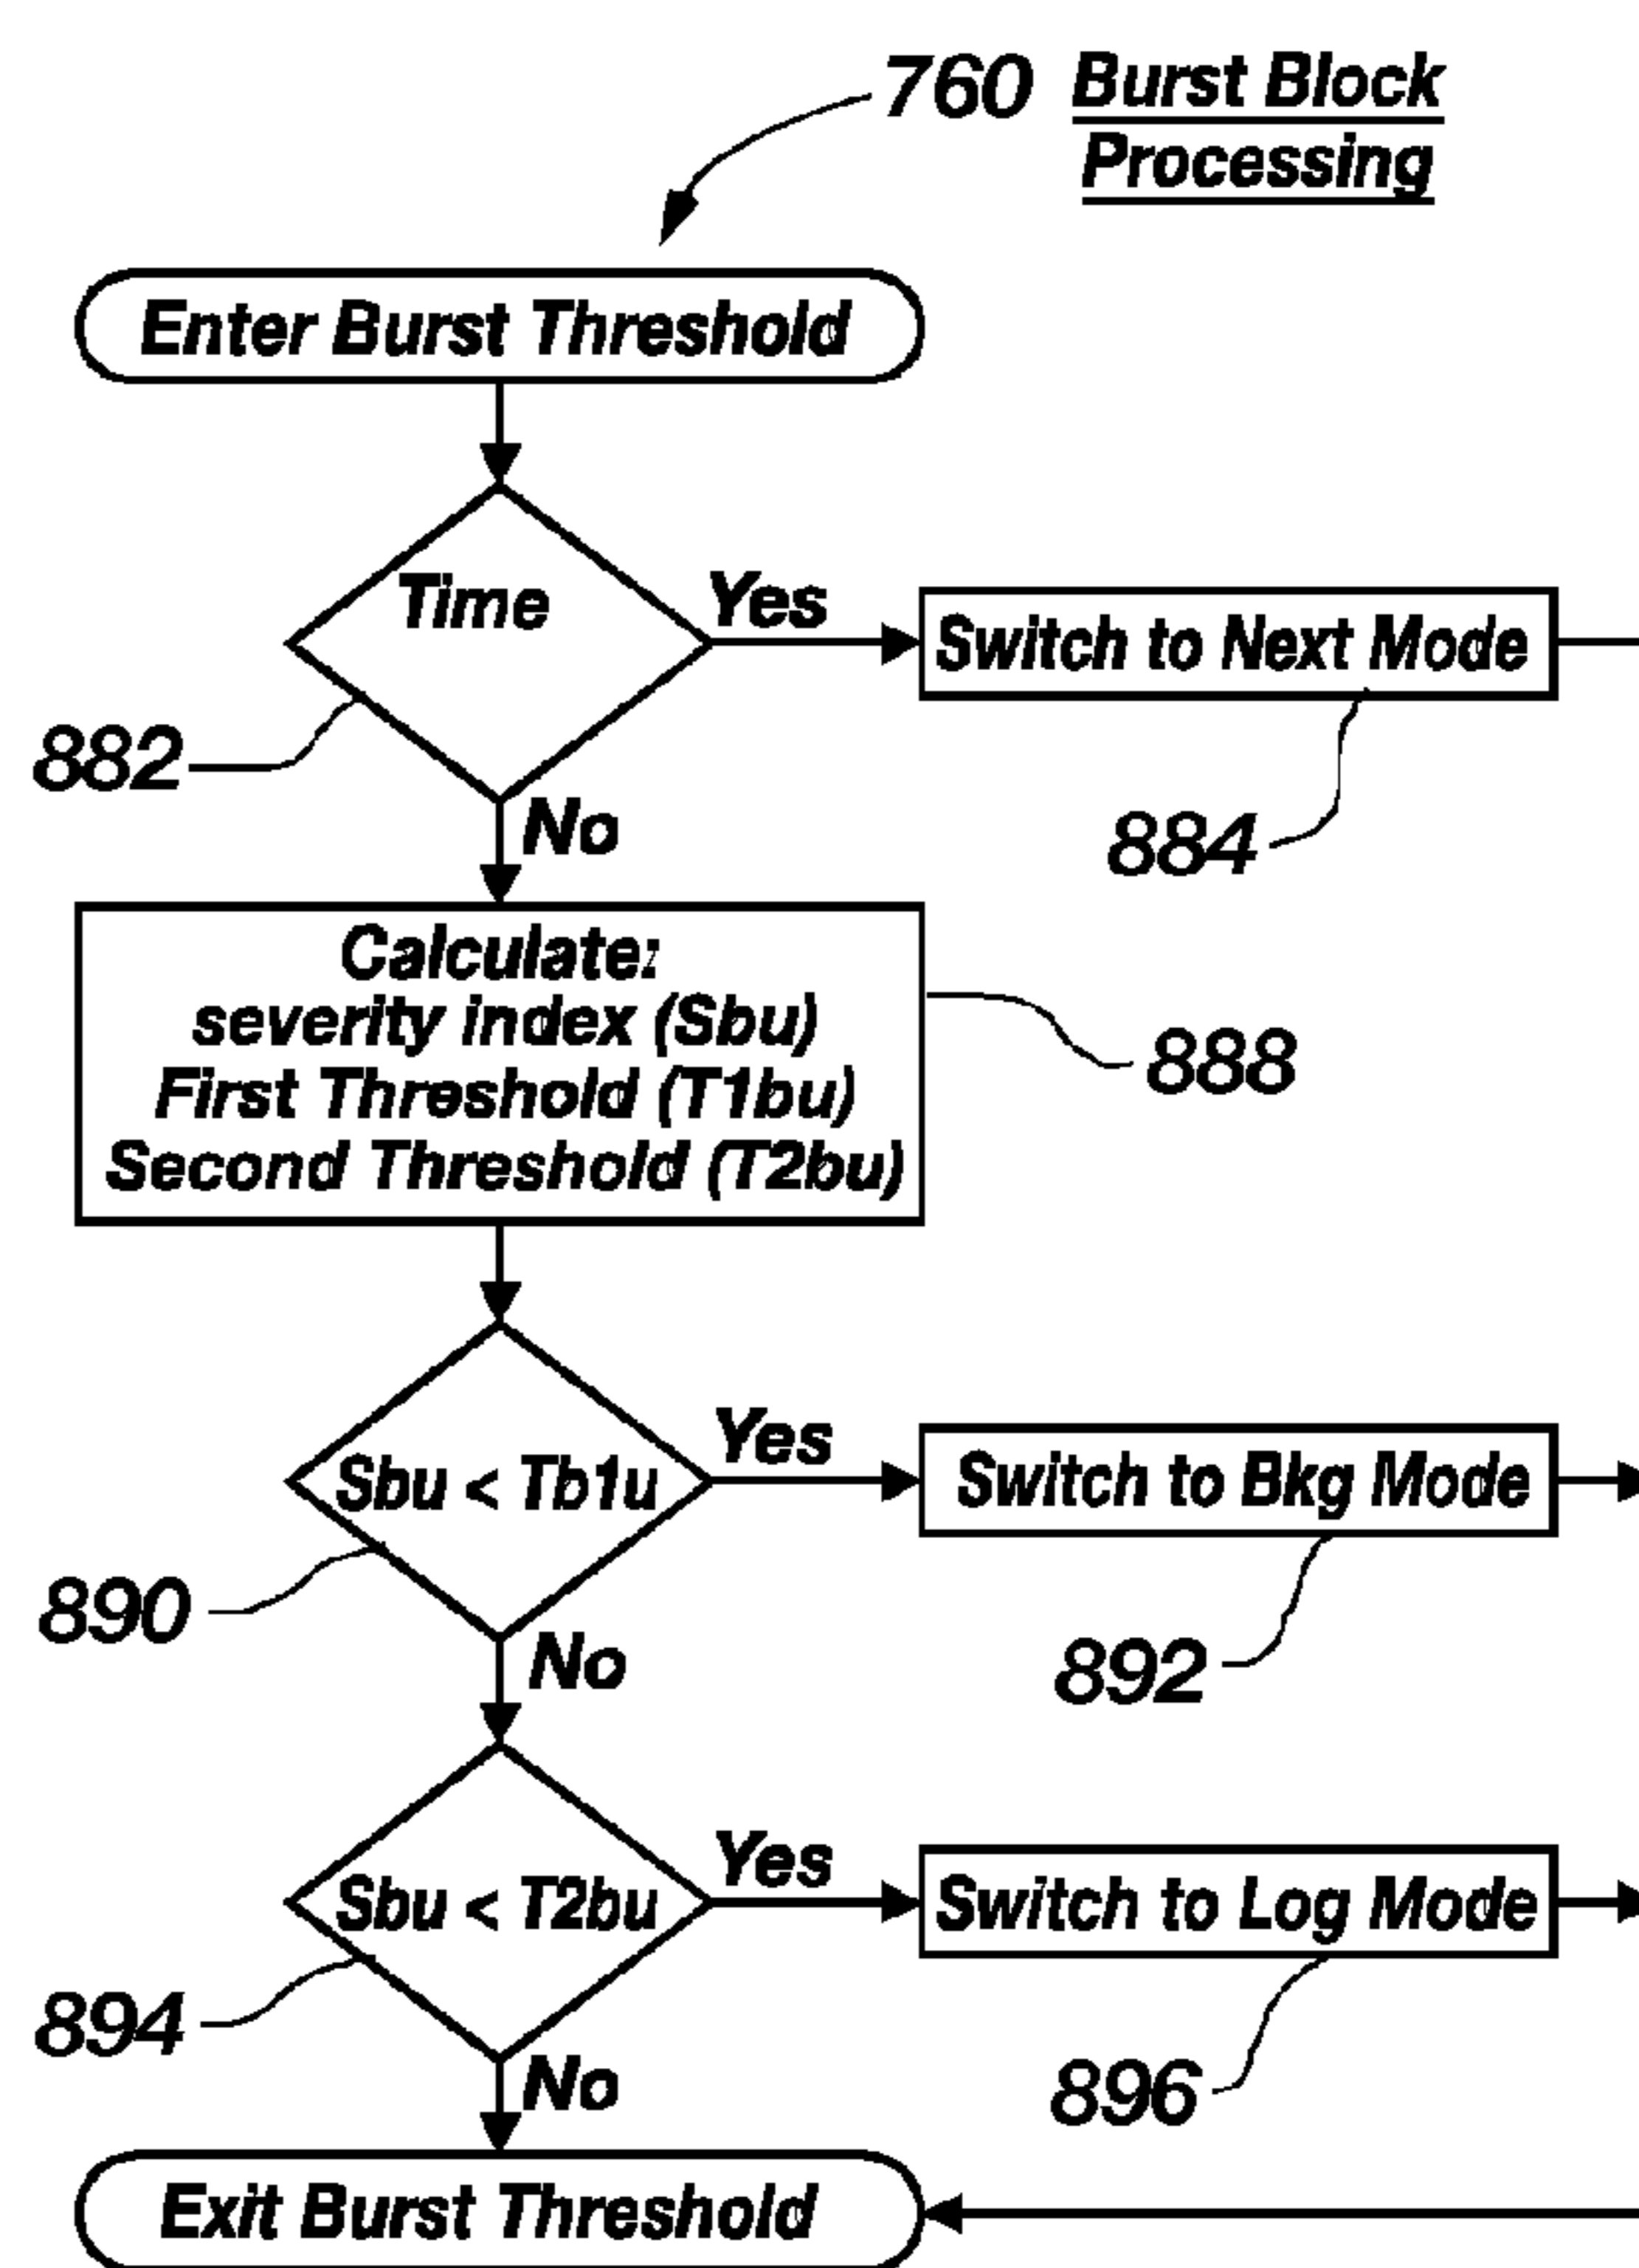 760 Burst Block
Processing
Enter Burst Threshold
Time
Yes
Switch to Next Mode
882
884
No
Calculate:
severity index (Sbu)
First Threshold (T1bu)
Second Threshold (T2bu)
888
Sbu < Tb1u
Yes
Switch to Bkg Mode
890
892
No
Sbu < T2bu
Yes
Switch to Log Mode
894
896
No
Exit Burst Threshold